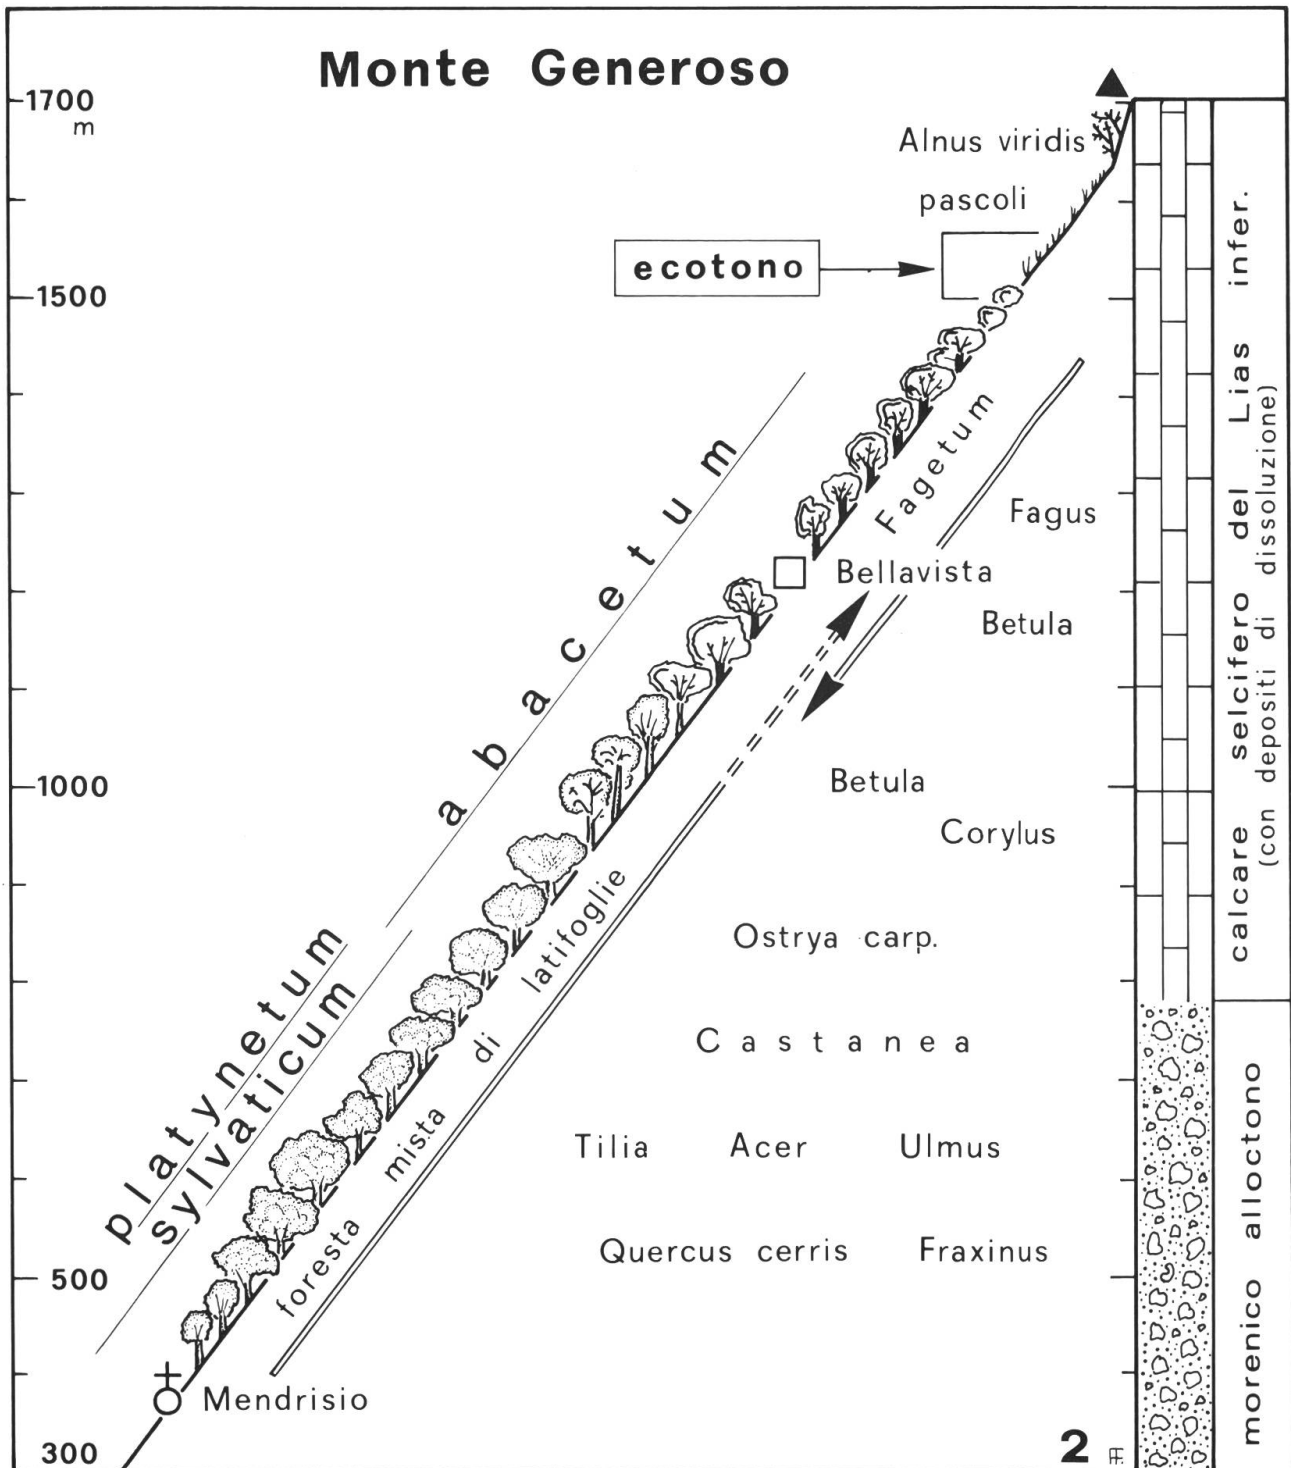 Monte Generoso
1700
m
Alnus viridis
pascoli
ecotono
1500
Fagetum
Fagus
Bellavista
Betula
abacetum
1000
Betula
Corylus
Ostrya carp.
Castanea
Tilia Acer Ulmus
Quercus cerris Fraxinus
platynetum
sylvaticum
foresta mista di latifoglie
500
Mendrisio
300
2
calcare selcifero del Lias infer.
(con depositi di dissoluzione)
morenico alloctono